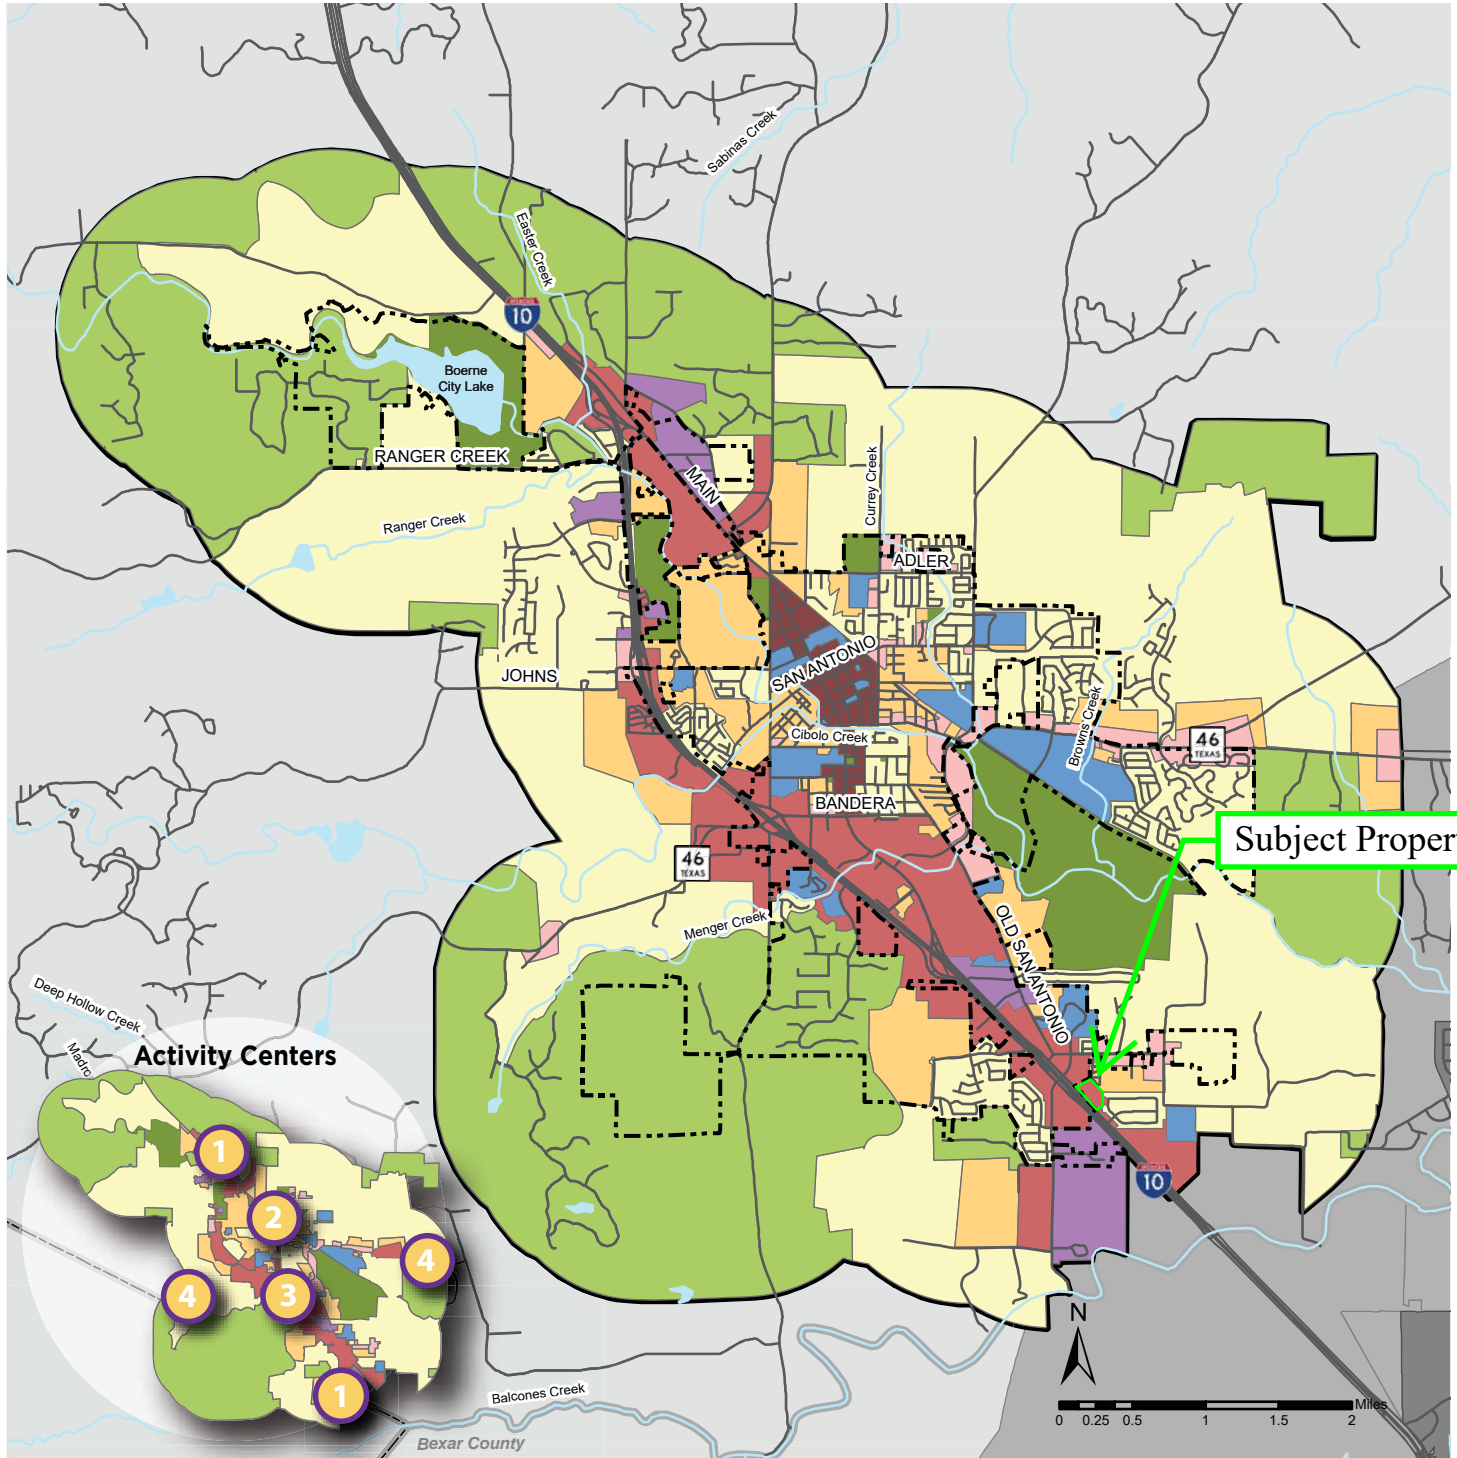 Sabinas Creek
Easter Creek
INTERSTATE
10
Boerne
City Lake
RANGER CREEK
MAIN
Currey Creek
Ranger Creek
ADLER
SAN ANTONIO
JOHNS
Browns Creek
Cibolo Creek
46
TEXAS
BANDERA
Subject Proper
46
TEXAS
Menger Creek
OLD SAN ANTONIO
Deep Hollow Creek
Madro
Activity Centers
1
2
4
4
3
1
INTERSTATE
10
N
Miles
0 0.25 0.5 1 1.5 2
Balcones Creek
Bexar County